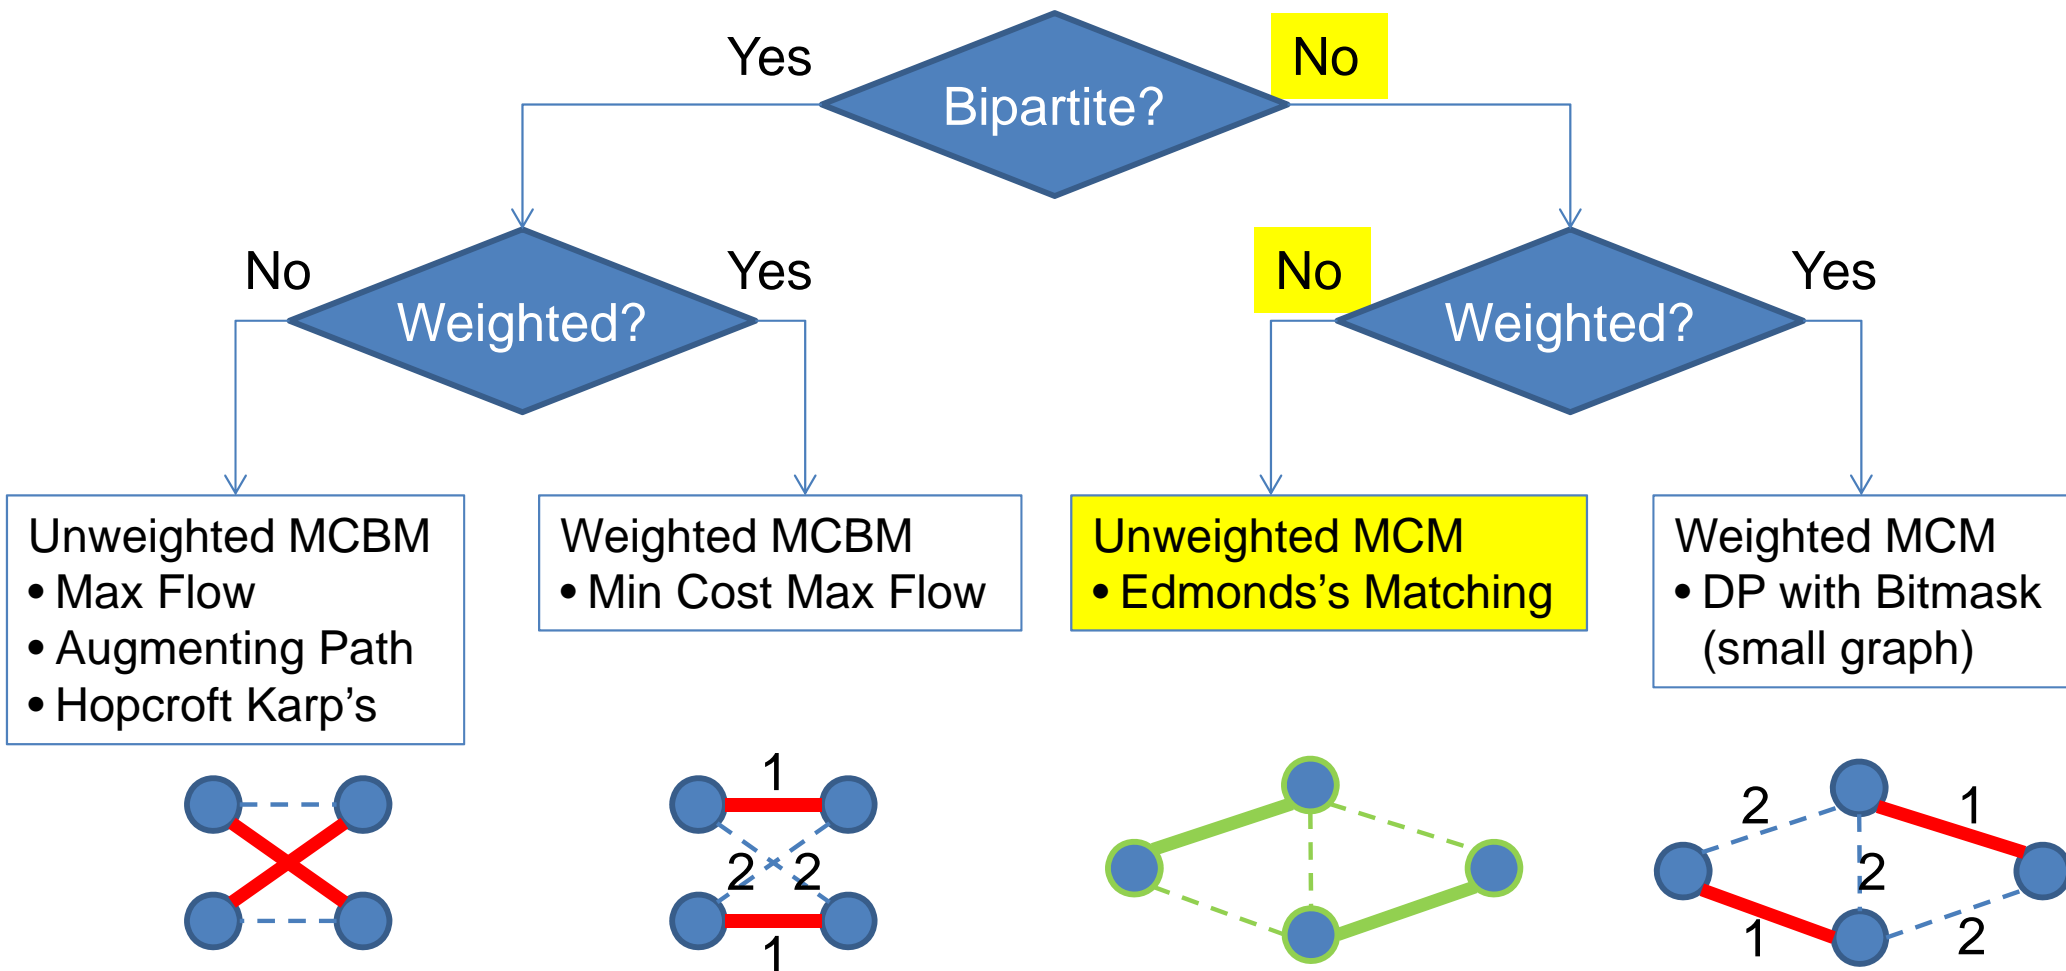 Yes
No
Bipartite?
No
Yes
No
Yes
Weighted?
Weighted?
Unweighted MCBM
• Max Flow
• Augmenting Path
• Hopcroft Karp’s
Weighted MCBM
• Min Cost Max Flow
Unweighted MCM
• Edmonds’s Matching
Weighted MCM
• DP with Bitmask
(small graph)
1
2 2
1
2
1
2
1
2